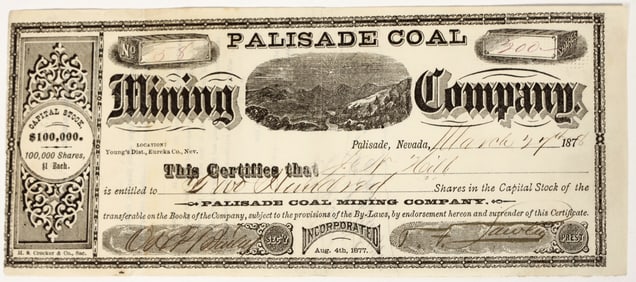 PALISADE COAL
No 58
200 Shares
Mining Company.
CAPITAL STOCK,
$100,000.
100,000 Shares,
$1 Each.
LOCATION:
Young's Dist., Eureka Co., Nev.
Palisade, Nevada, March 27th 1878
This Certifies that J. W. Hill
is entitled to Two Hundred Shares in the Capital Stock of the
PALISADE COAL MINING COMPANY.
transferable on the Books of the Company, subject to the provisions of the By-Laws, by endorsement hereon and surrender of this Certificate.
SEC'Y
INCORPORATED
Aug. 4th, 1877.
PREST
H. S. Crocker & Co., Sac.